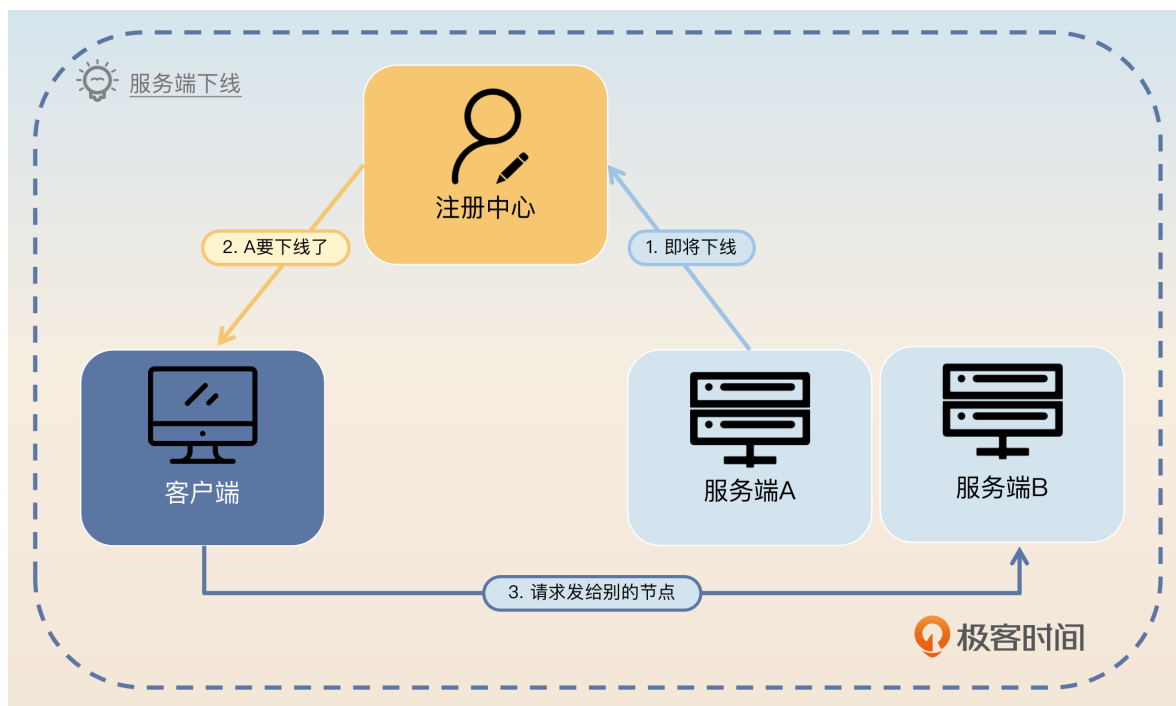 服务端下线
注册中心
2. A要下线了
1. 即将下线
客户端
服务端A
服务端B
3. 请求发给别的节点
极客时间